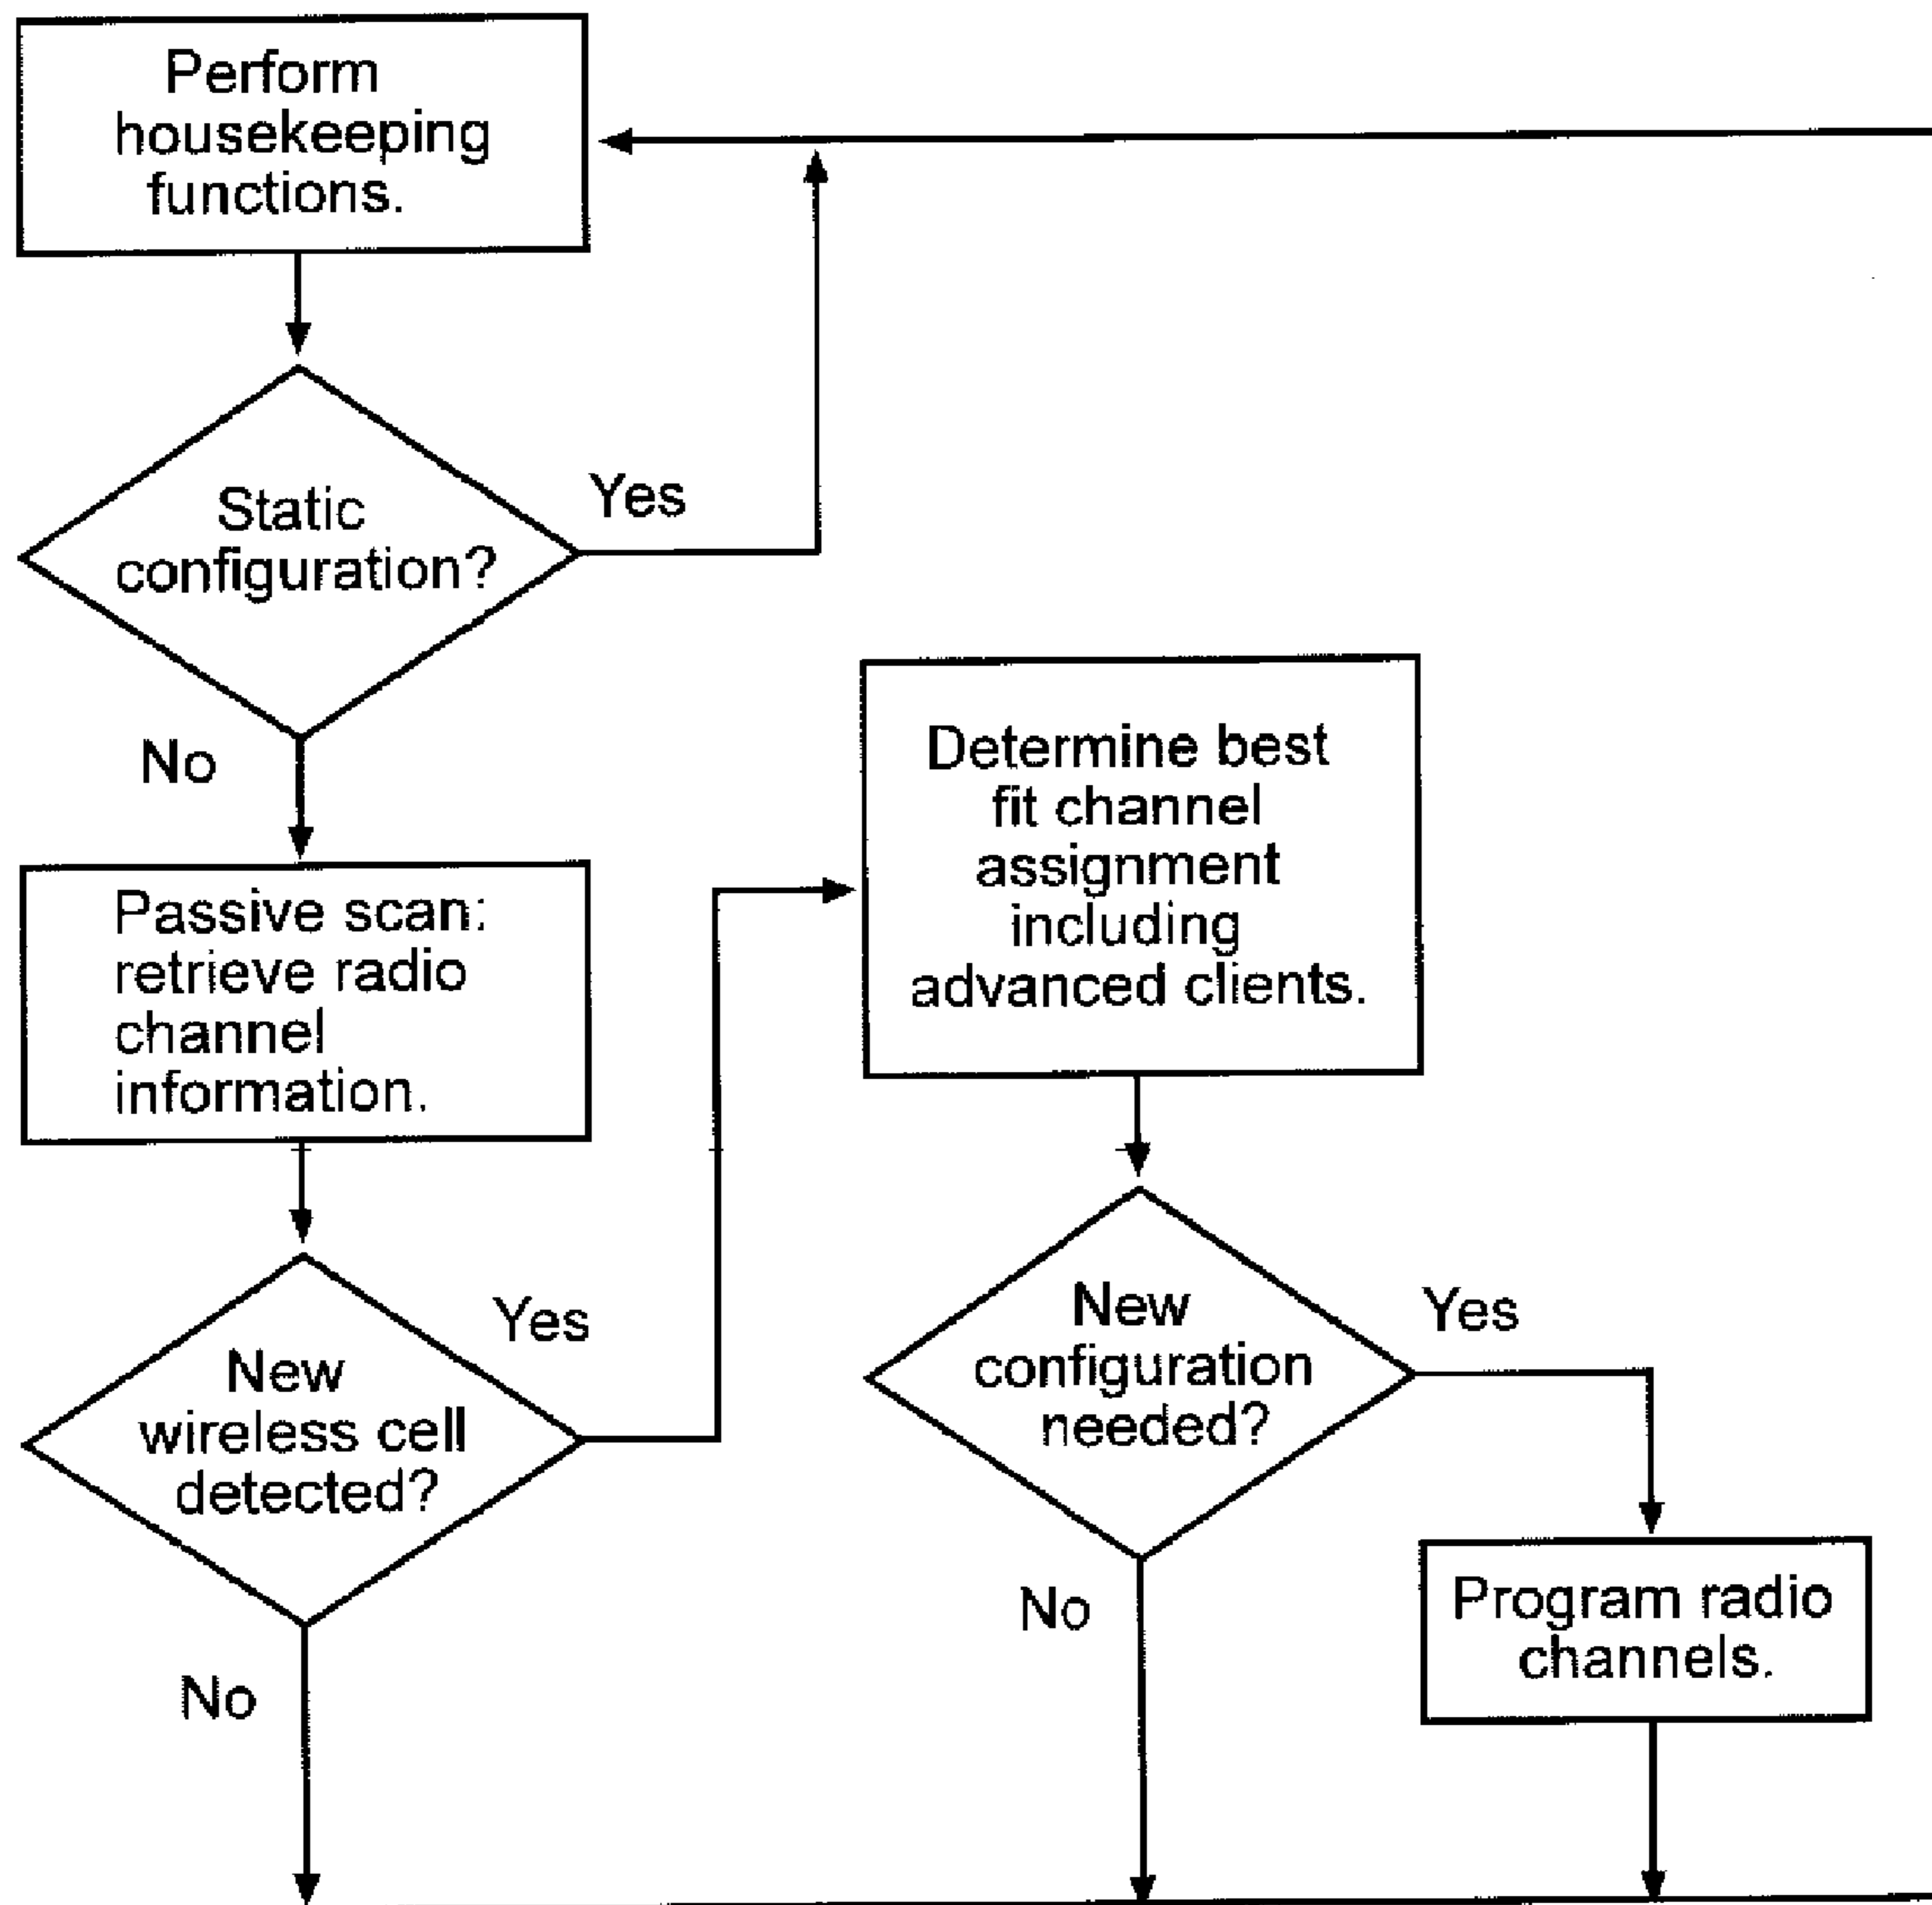 Perform
housekeeping
functions.
Static
configuration?
Yes
No
Passive scan:
retrieve radio
channel
information.
New
wireless cell
detected?
Yes
No
Determine best
fit channel
assignment
including
advanced clients.
New
configuration
needed?
Yes
No
Program radio
channels.